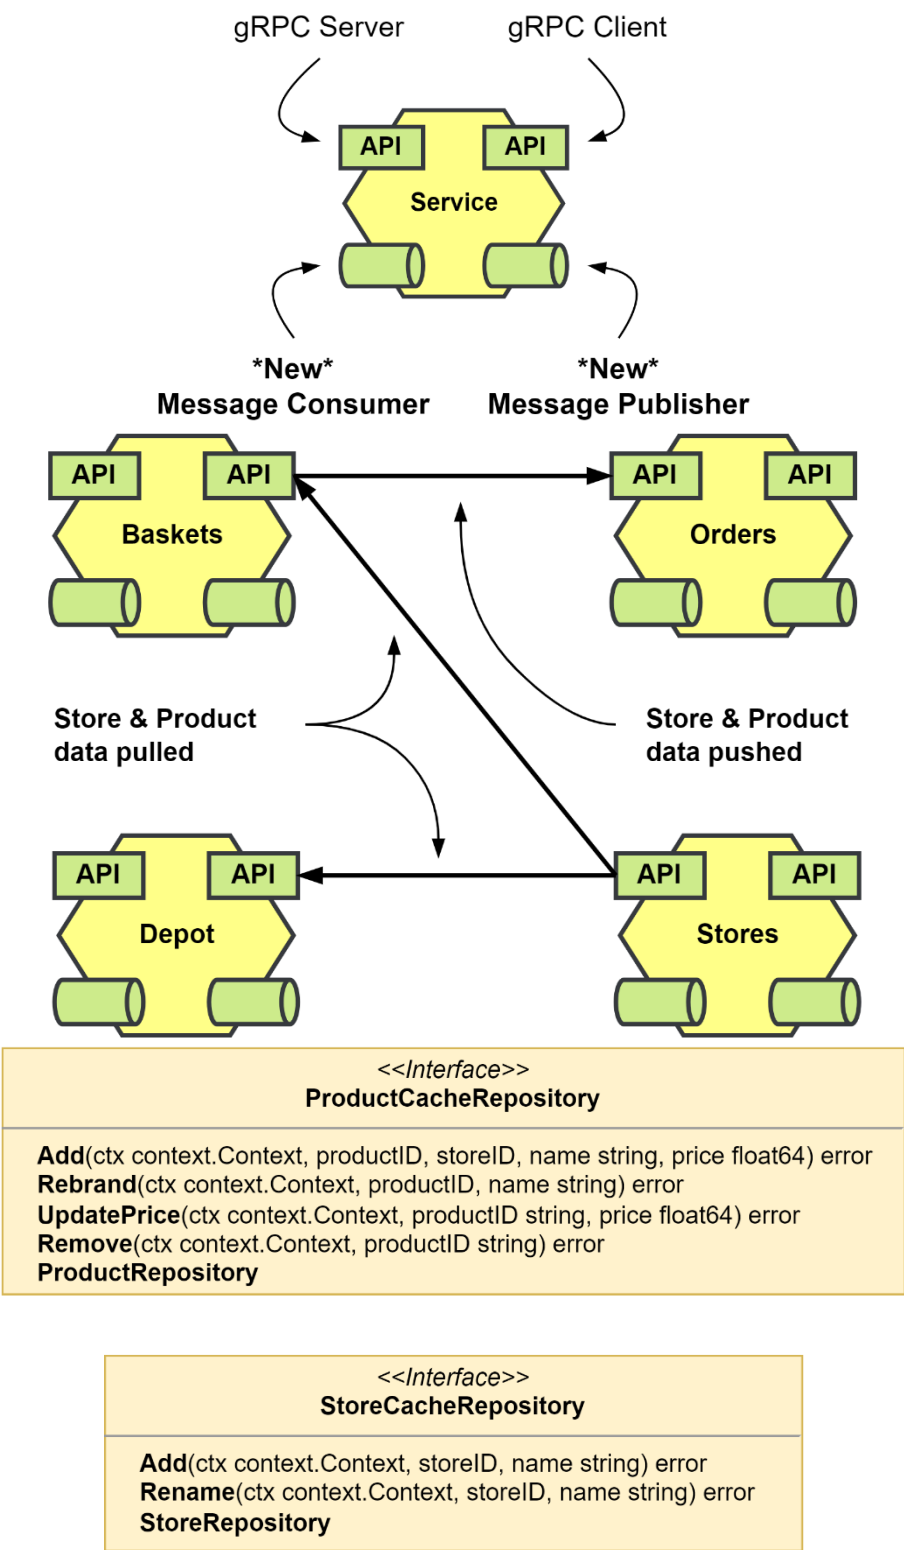 gRPC Server
gRPC Client
API
API
Service
*New*
Message Consumer
*New*
Message Publisher
API
API
Baskets
API
API
Orders
Store & Product
data pulled
Store & Product
data pushed
API
API
Depot
API
API
Stores
<<Interface>>
ProductCacheRepository
Add(ctx context.Context, productID, storeID, name string, price float64) error
Rebrand(ctx context.Context, productID, name string) error
UpdatePrice(ctx context.Context, productID string, price float64) error
Remove(ctx context.Context, productID string) error
ProductRepository
<<Interface>>
StoreCacheRepository
Add(ctx context.Context, storeID, name string) error
Rename(ctx context.Context, storeID, name string) error
StoreRepository